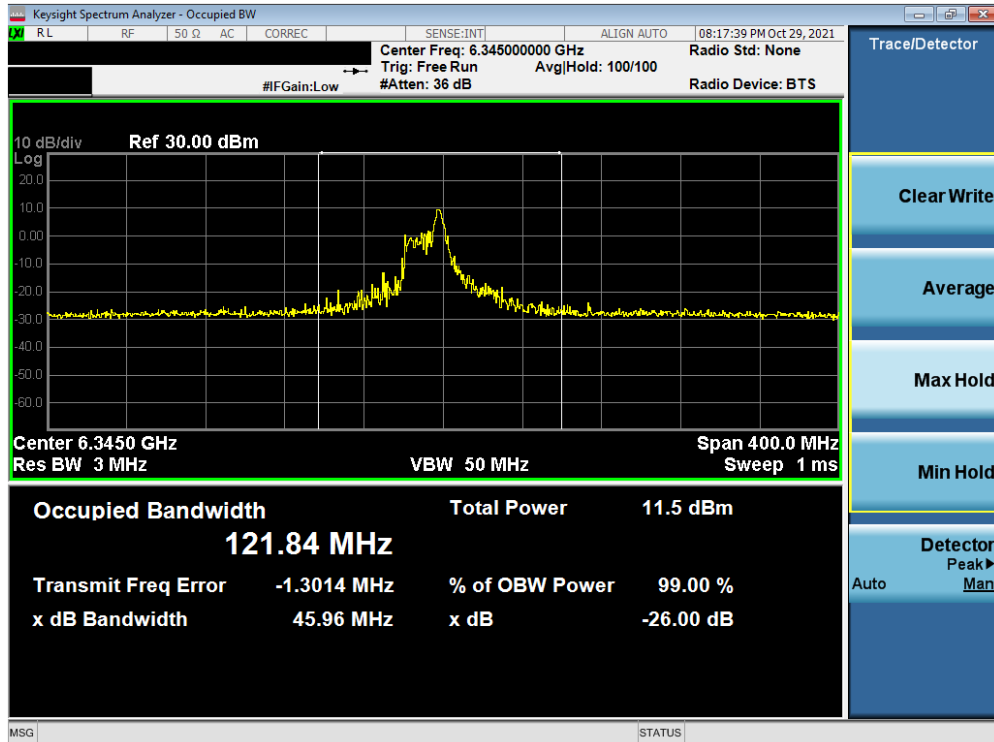 Keysight Spectrum Analyzer - Occupied BW
LXI RL RF 50 Ω AC CORREC SENSE:INT ALIGN AUTO 08:17:39 PM Oct 29, 2021
Center Freq: 6.345000000 GHz Radio Std: None
Trig: Free Run Avg|Hold: 100/100
#IFGain:Low #Atten: 36 dB Radio Device: BTS
Trace/Detector
10 dB/div Ref 30.00 dBm
Log
20.0
10.0
0.00
-10.0
-20.0
-30.0
-40.0
-50.0
-60.0
Center 6.3450 GHz Span 400.0 MHz
Res BW 3 MHz VBW 50 MHz Sweep 1 ms
Occupied Bandwidth Total Power 11.5 dBm
121.84 MHz
Transmit Freq Error -1.3014 MHz % of OBW Power 99.00 %
x dB Bandwidth 45.96 MHz x dB -26.00 dB
Clear Write
Average
Max Hold
Min Hold
Detector
Peak▶
Auto Man
MSG STATUS